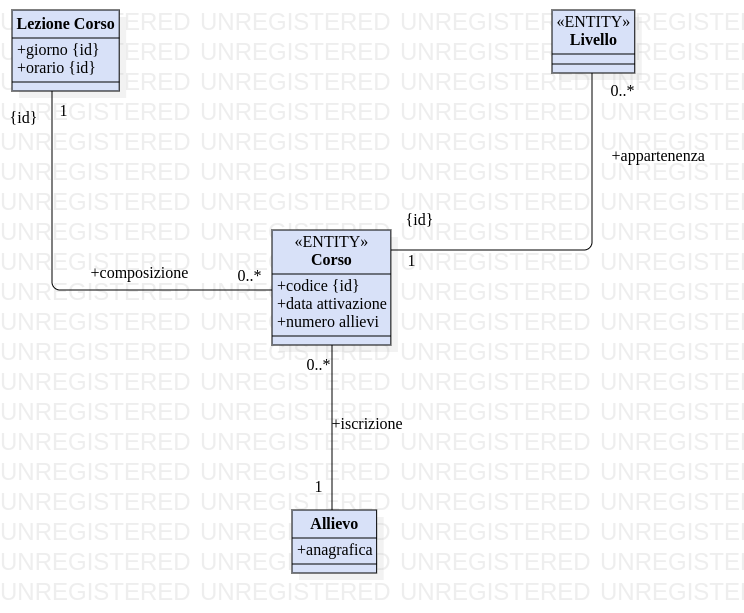 Lezione Corso
+giorno {id}
+orario {id}
«ENTITY»
Livello
{id}
1
0..*
+appartenenza
{id}
1
+composizione
0..*
«ENTITY»
Corso
+codice {id}
+data attivazione
+numero allievi
0..*
+iscrizione
1
Allievo
+anagrafica
UNREGISTERED UNREGISTERED UNREGISTERED UNREGISTERED